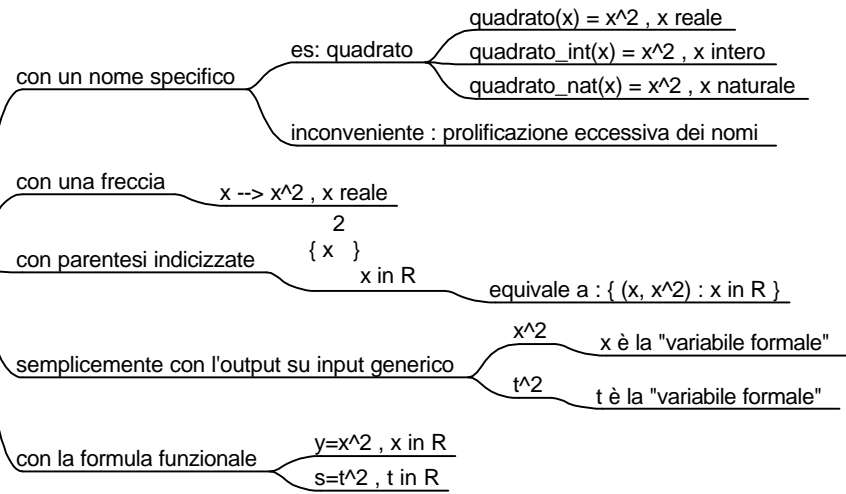 con un nome specifico
es: quadrato
quadrato(x) = x^2 , x reale
quadrato_int(x) = x^2 , x intero
quadrato_nat(x) = x^2 , x naturale
inconveniente : prolificazione eccessiva dei nomi
con una freccia
x --> x^2 , x reale
con parentesi indicizzate
2
{ x   }
x in R
equivale a : { (x, x^2) : x in R }
semplicemente con l'output su input generico
x^2
x è la "variabile formale"
t^2
t è la "variabile formale"
con la formula funzionale
y=x^2 , x in R
s=t^2 , t in R